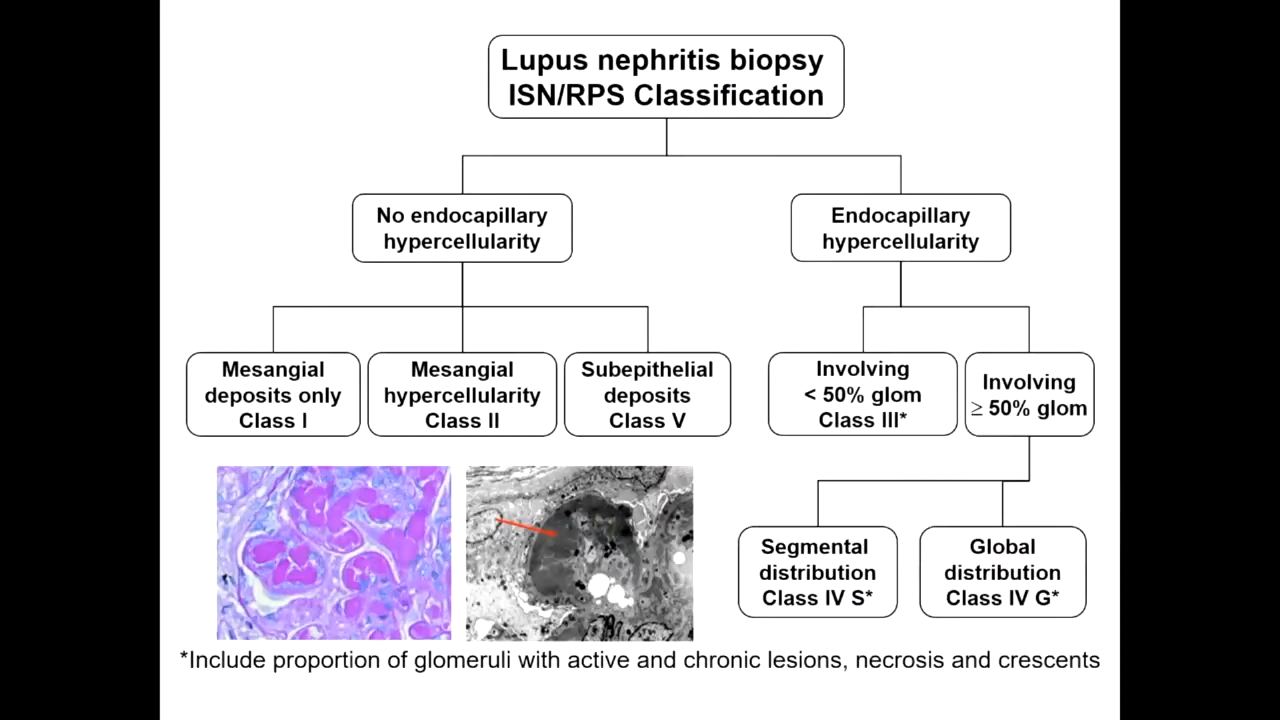 Lupus nephritis biopsy
ISN/RPS Classification
No endocapillary
hypercellularity
Endocapillary
hypercellularity
Mesangial
deposits only
Class I
Mesangial
hypercellularity
Class II
Subepithelial
deposits
Class V
Involving
< 50% glom
Class III*
Involving
≥ 50% glom
Segmental
distribution
Class IV S*
Global
distribution
Class IV G*
*Include proportion of glomeruli with active and chronic lesions, necrosis and crescents